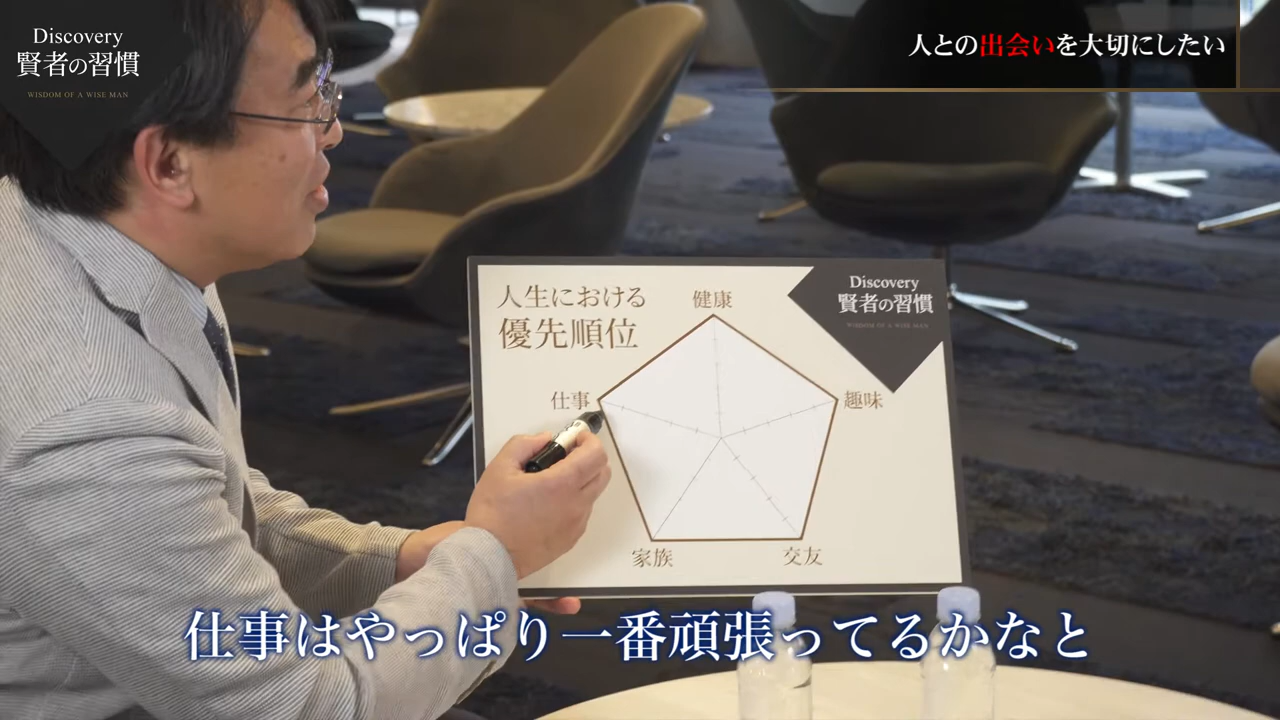 Discovery
賢者の習慣
WISDOM OF A WISE MAN
人との出会いを大切にしたい
人生における
優先順位
健康
Discovery
賢者の習慣
WISDOM OF A WISE MAN
仕事
趣味
家族
交友
仕事はやっぱり一番頑張ってるかなと